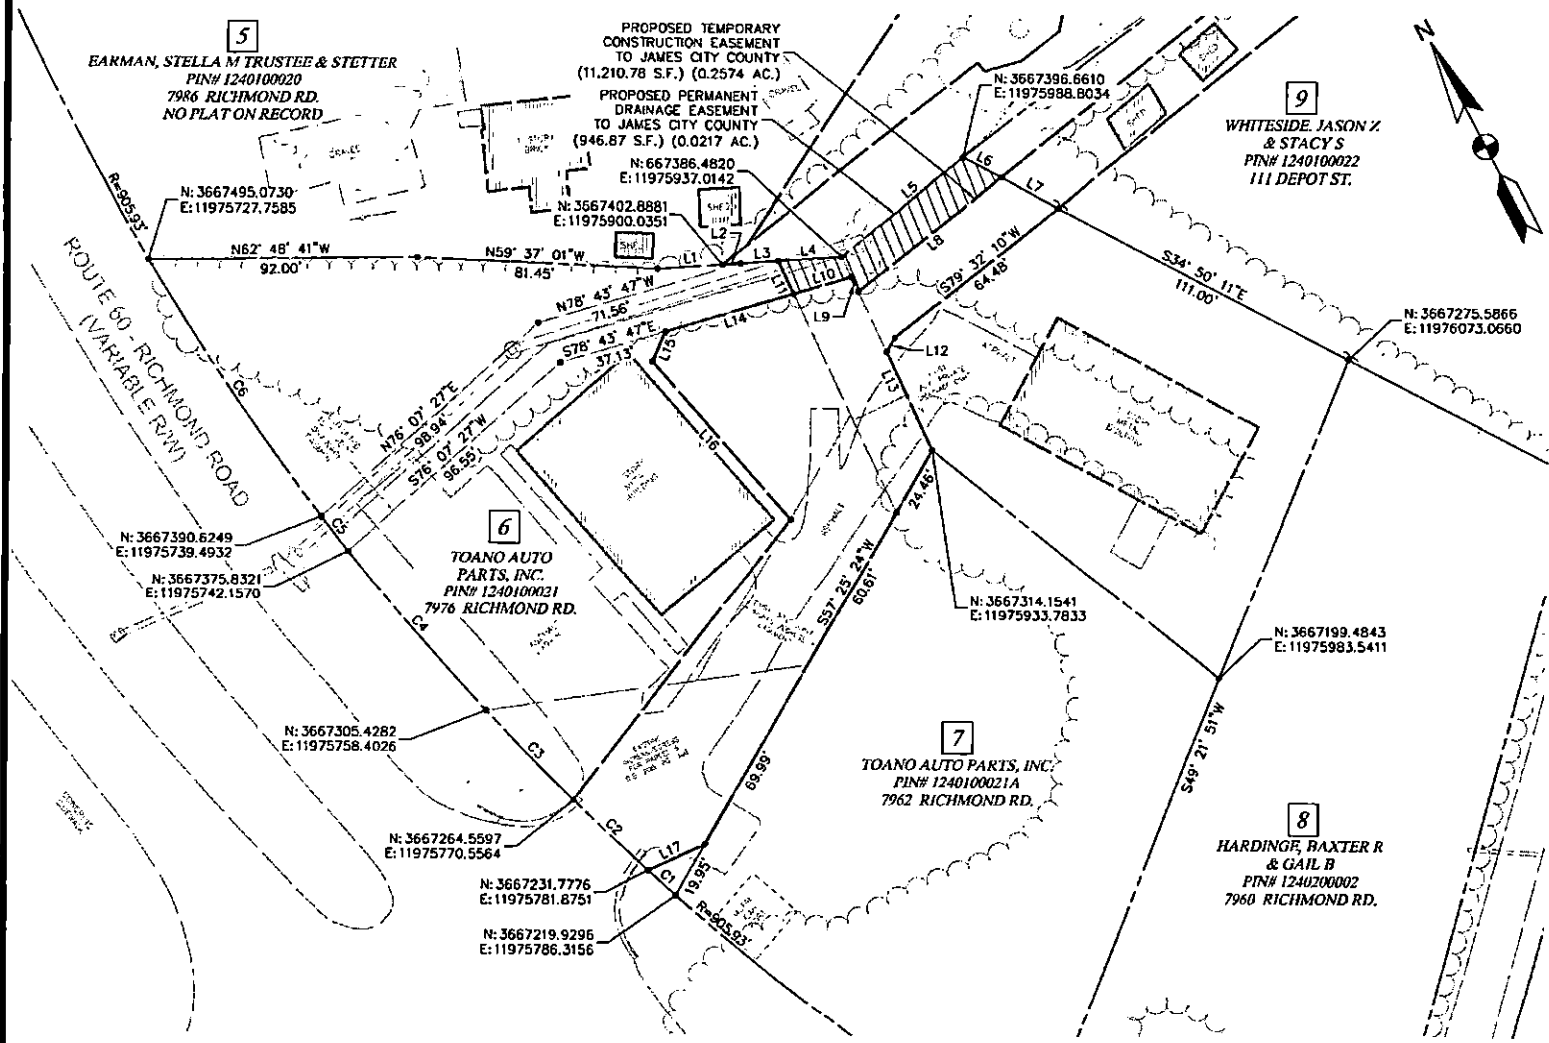 5
EARMAN, STELLA M TRUSTEE & STETTER
PIN# 1240100020
7986 RICHMOND RD.
NO PLAT ON RECORD
PROPOSED TEMPORARY
CONSTRUCTION EASEMENT
TO JAMES CITY COUNTY
(11,210.78 S.F.) (0.2574 AC.)
PROPOSED PERMANENT
DRAINAGE EASEMENT
TO JAMES CITY COUNTY
(946.87 S.F.) (0.0217 AC.)
N: 667386.4820
E: 11975937.0142
N: 3667402.8881
E: 11975900.0351
N: 3667396.6610
E: 11975988.8034
N
SHED
SHED
9
WHITESIDE, JASON Z
& STACY S
PIN# 1240100022
111 DEPOT ST.
GRAVEL
GRAVEL
SHED
SHED
R=905.93'
N: 3667495.0730
E: 11975727.7585
N62° 48' 41"W
92.00'
N59° 37' 01"W
81.45'
L1
L2
L3
L4
L5
L6
L7
L8
L9
L10
L11
L12
L13
L14
L15
L16
N78° 43' 47"W
71.56'
S78° 43' 47"E
37.13'
S79° 32' 10"W
64.48'
S34° 50' 11"E
111.00'
N: 3667275.5866
E: 11976073.0660
ROUTE 60 - RICHMOND ROAD
(VARIABLE R/W)
C6
N76° 07' 27"E
98.94'
S76° 07' 27"W
96.55'
C5
N: 3667390.6249
E: 11975739.4932
N: 3667375.8321
E: 11975742.1570
6
TOANO AUTO
PARTS, INC.
PIN# 1240100021
7976 RICHMOND RD.
ASPHALT
ASPHALT
24.46'
S57° 25' 24"W
60.61'
N: 3667314.1541
E: 11975933.7833
N: 3667199.4843
E: 11975983.5411
C4
N: 3667305.4282
E: 11975758.4026
C3
7
TOANO AUTO PARTS, INC.
PIN# 1240100021A
7962 RICHMOND RD.
69.99'
S49° 21' 51"W
8
HARDINGE, BAXTER R
& GAIL B
PIN# 1240200002
7960 RICHMOND RD.
CONCRETE
SIDEWALK
N: 3667264.5597
E: 11975770.5564
C2
L17
C1
19.95'
N: 3667231.7776
E: 11975781.8751
R=905.93'
N: 3667219.9296
E: 11975786.3156